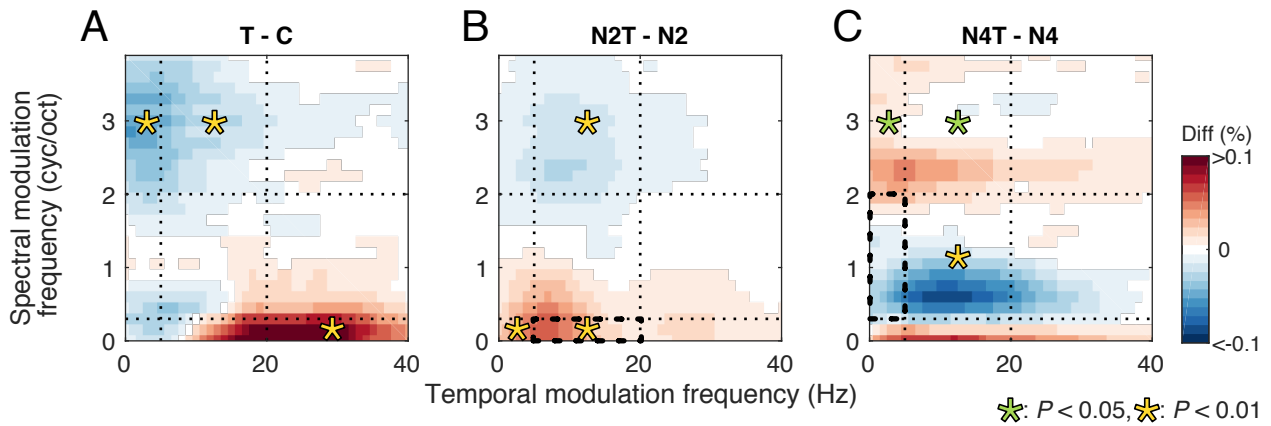 A
T - C
B
N2T - N2
C
N4T - N4
Spectral modulation
frequency (cyc/oct)
3
2
1
0
3
2
1
0
3
2
1
0
0 20 40
0 20 40
0 20 40
Temporal modulation frequency (Hz)
Diff (%)
>0.1
0
<-0.1
: P < 0.05, : P < 0.01